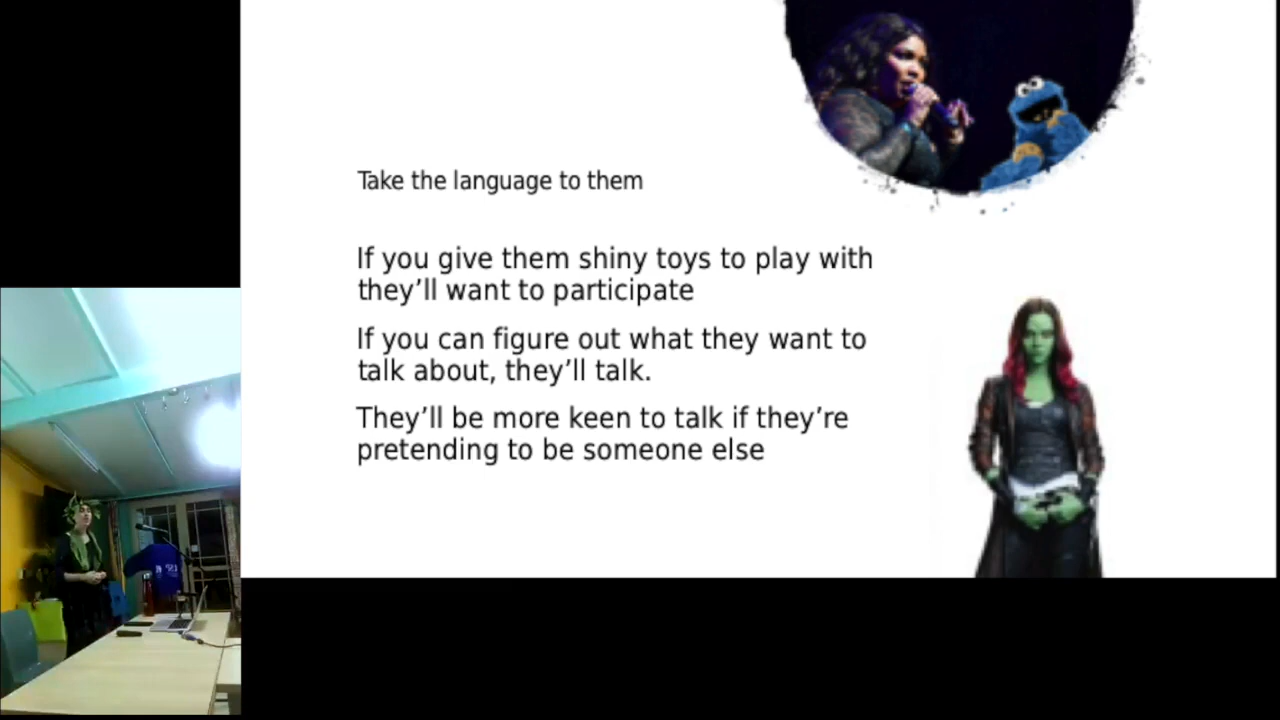 Take the language to them
If you give them shiny toys to play with
they’ll want to participate
If you can figure out what they want to
talk about, they’ll talk.
They’ll be more keen to talk if they’re
pretending to be someone else